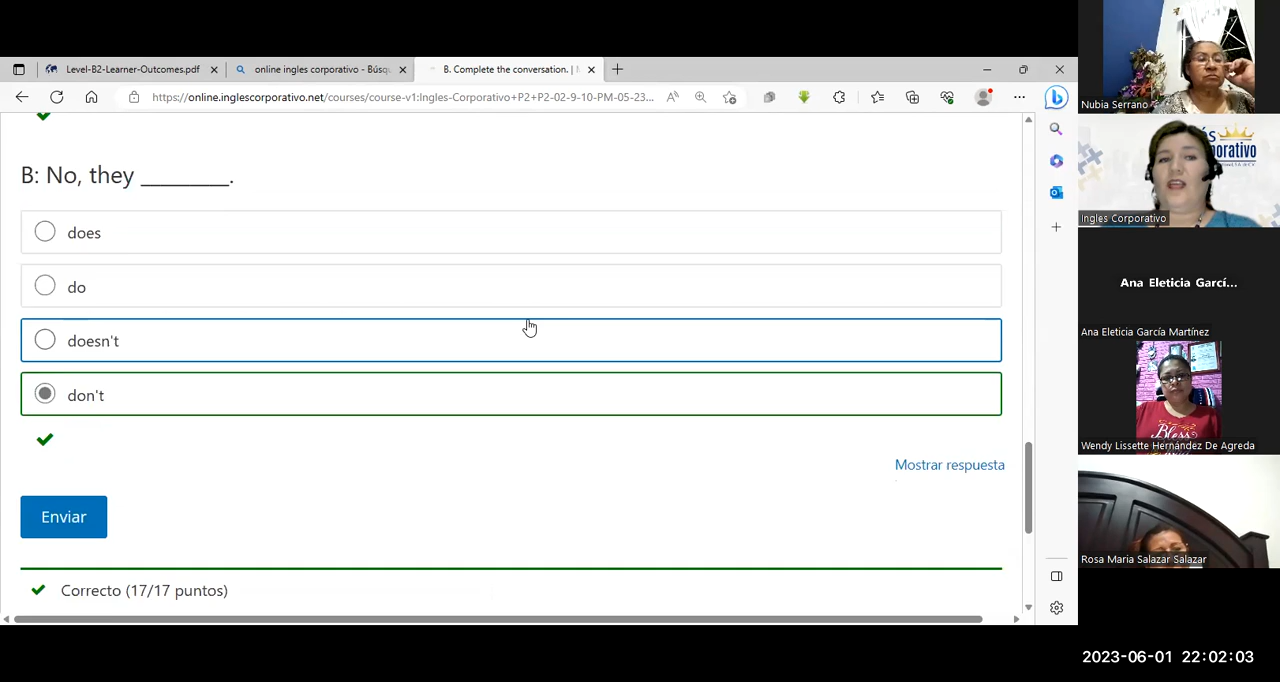 Level-B2-Learner-Outcomes.pdf
online ingles corporativo - Búsq
B. Complete the conversation. |
https://online.inglescorporativo.net/courses/course-v1:Ingles-Corporativo+P2+P2-02-9-10-PM-05-23...
B: No, they _________.
does
do
doesn't
don't
Mostrar respuesta
Enviar
Correcto (17/17 puntos)
Nubia Serrano
Ingles Corporativo
Ana Eleticia Garcí...
Ana Eleticia García Martínez
Bless
Wendy Lissette Hernández De Agreda
Rosa Maria Salazar Salazar
2023-06-01 22:02:03